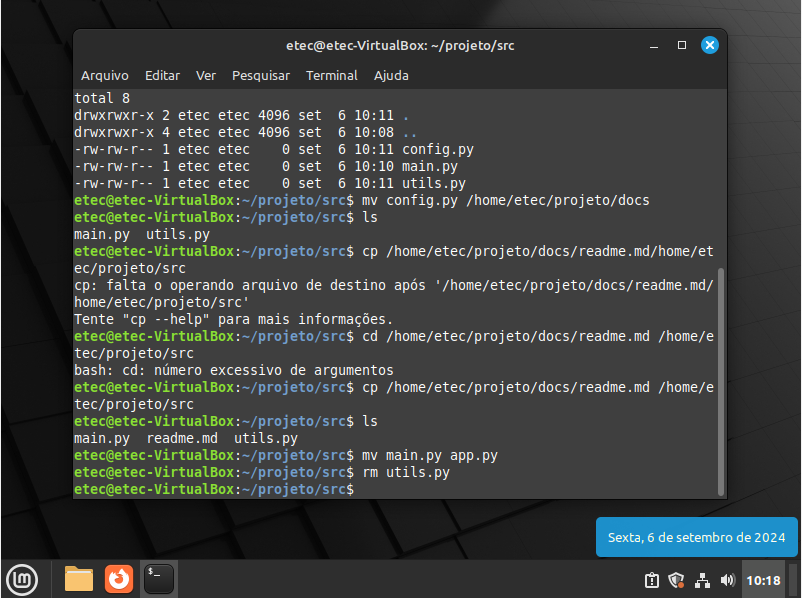 etec@etec-VirtualBox: ~/projeto/src
Arquivo Editar Ver Pesquisar Terminal Ajuda
total 8
drwxrwxr-x 2 etec etec 4096 set  6 10:11 .
drwxrwxr-x 4 etec etec 4096 set  6 10:08 ..
-rw-rw-r-- 1 etec etec    0 set  6 10:11 config.py
-rw-rw-r-- 1 etec etec    0 set  6 10:10 main.py
-rw-rw-r-- 1 etec etec    0 set  6 10:11 utils.py
etec@etec-VirtualBox:~/projeto/src$ mv config.py /home/etec/projeto/docs
etec@etec-VirtualBox:~/projeto/src$ ls
main.py  utils.py
etec@etec-VirtualBox:~/projeto/src$ cp /home/etec/projeto/docs/readme.md/home/et
ec/projeto/src
cp: falta o operando arquivo de destino após '/home/etec/projeto/docs/readme.md/
home/etec/projeto/src'
Tente "cp --help" para mais informações.
etec@etec-VirtualBox:~/projeto/src$ cd /home/etec/projeto/docs/readme.md /home/e
tec/projeto/src
bash: cd: número excessivo de argumentos
etec@etec-VirtualBox:~/projeto/src$ cp /home/etec/projeto/docs/readme.md /home/e
tec/projeto/src
etec@etec-VirtualBox:~/projeto/src$ ls
main.py  readme.md  utils.py
etec@etec-VirtualBox:~/projeto/src$ mv main.py app.py
etec@etec-VirtualBox:~/projeto/src$ rm utils.py
etec@etec-VirtualBox:~/projeto/src$
Sexta, 6 de setembro de 2024
10:18